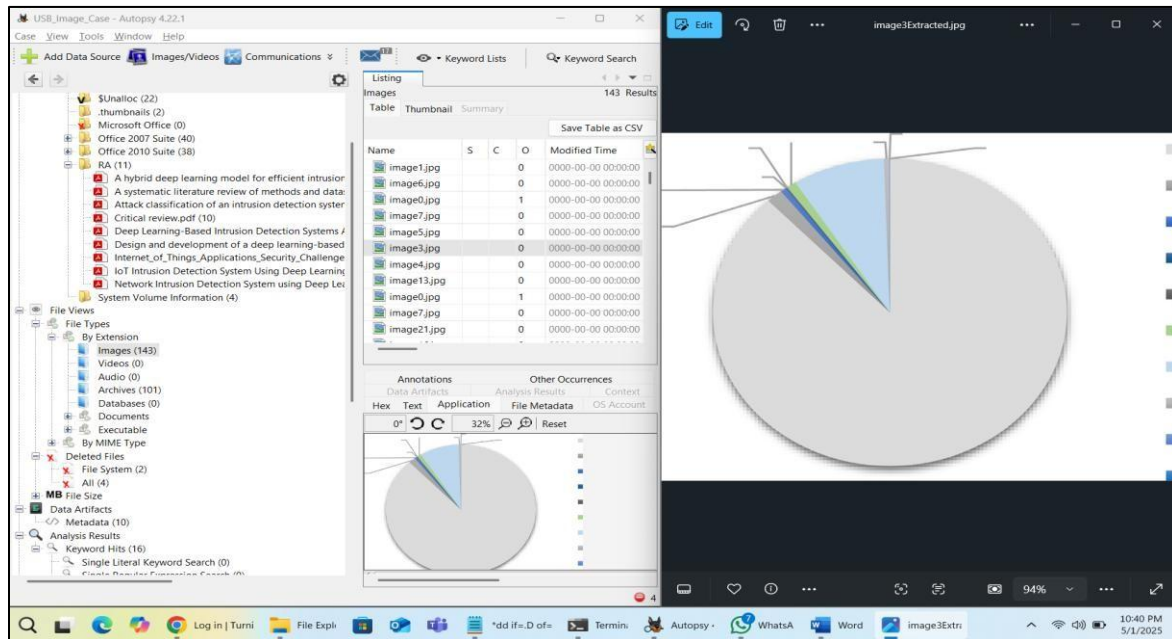 USB_Image_Case - Autopsy 4.22.1
Case View Tools Window Help
Add Data Source Images/Videos Communications Keyword Lists Keyword Search
$Unalloc (22)
.thumbnails (2)
Microsoft Office (0)
Office 2007 Suite (40)
Office 2010 Suite (38)
RA (11)
A hybrid deep learning model for efficient intrusior
A systematic literature review of methods and data
Attack classification of an intrusion detection syster
Critical review.pdf (10)
Deep Learning-Based Intrusion Detection Systems
Design and development of a deep learning-based
Internet_of_Things_Applications_Security_Challenge
IoT Intrusion Detection System Using Deep Learning
Network Intrusion Detection System using Deep Lea
System Volume Information (4)
File Views
File Types
By Extension
Images (143)
Videos (0)
Audio (0)
Archives (101)
Databases (0)
Documents
Executable
By MIME Type
Deleted Files
File System (2)
All (4)
MB File Size
Data Artifacts
Metadata (10)
Analysis Results
Keyword Hits (16)
Single Literal Keyword Search (0)
Single Regular Expression Search (0)
Listing
Images 143 Results
Table Thumbnail Summary
Save Table as CSV
Name S C O Modified Time
image1.jpg 0 0000-00-00 00:00:00
image6.jpg 0 0000-00-00 00:00:00
image0.jpg 1 0000-00-00 00:00:00
image7.jpg 0 0000-00-00 00:00:00
image5.jpg 0 0000-00-00 00:00:00
image3.jpg 0 0000-00-00 00:00:00
image4.jpg 0 0000-00-00 00:00:00
image13.jpg 0 0000-00-00 00:00:00
image0.jpg 1 0000-00-00 00:00:00
image7.jpg 0 0000-00-00 00:00:00
image21.jpg 0 0000-00-00 00:00:00
Annotations Other Occurrences
Data Artifacts Analysis Results Context
Hex Text Application File Metadata OS Account
0° 32% Reset
4
Edit image3Extracted.jpg
94%
Log in | Turni File Explo *dd if=.D of= Termin Autopsy - WhatsA Word image3Extra
10:40 PM
5/1/2025